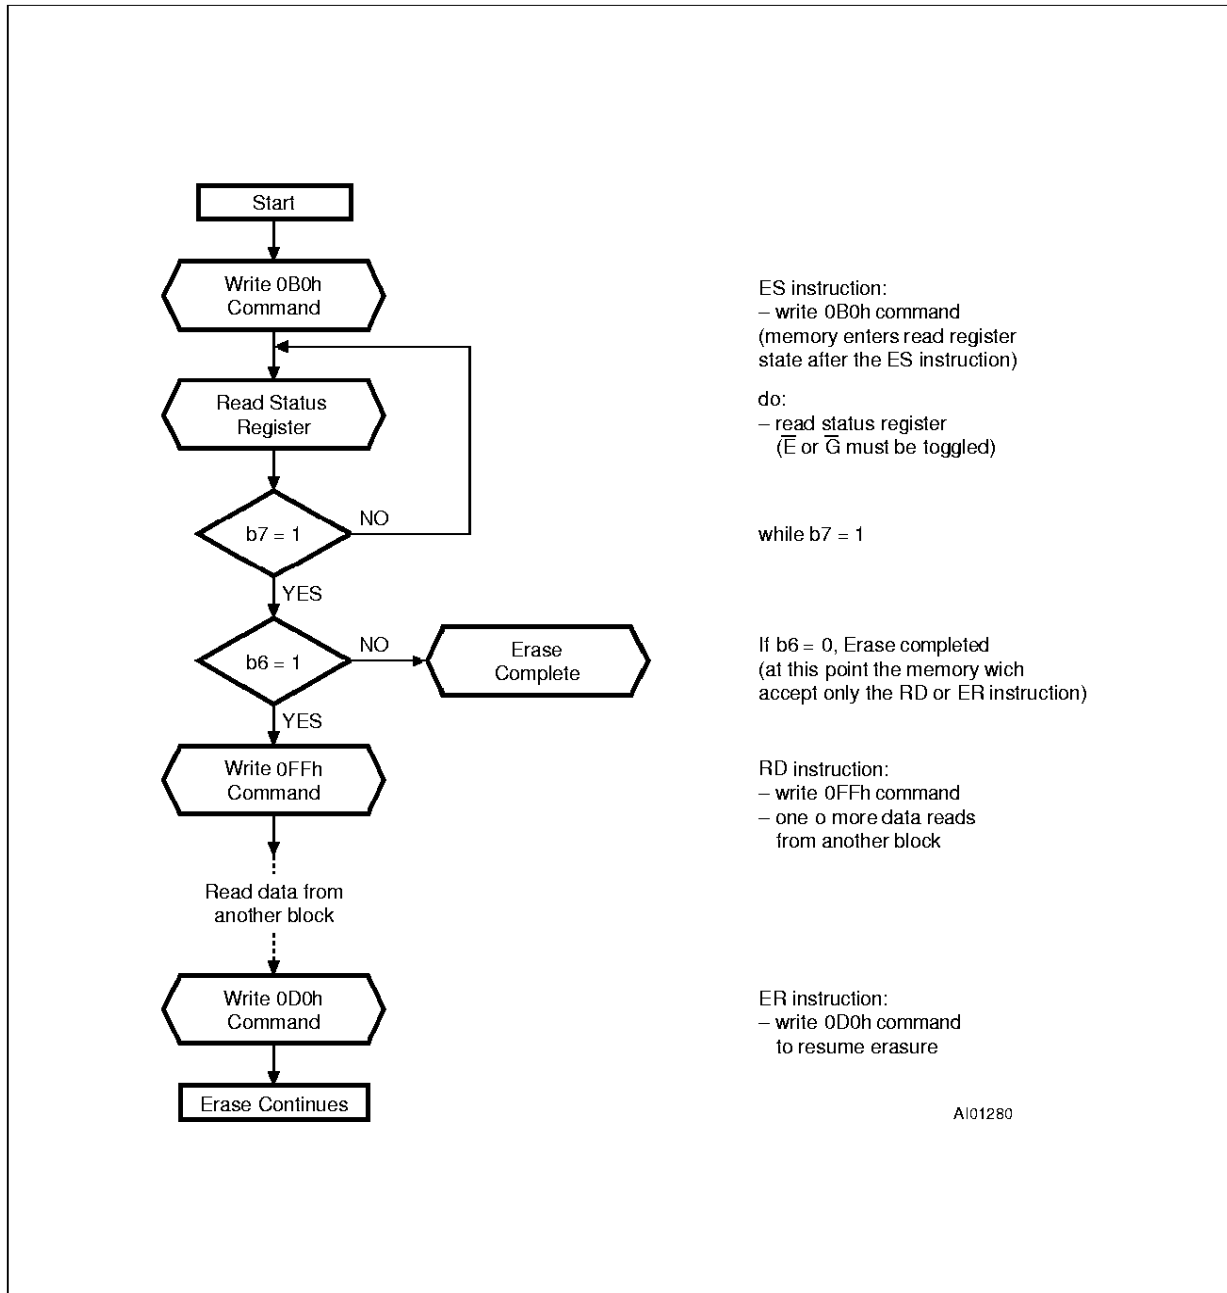 Start
Write 0B0h
Command
Read Status
Register
b7 = 1
NO
YES
b6 = 1
NO
Erase
Complete
YES
Write 0FFh
Command
Read data from
another block
Write 0D0h
Command
Erase Continues
ES instruction:
– write 0B0h command
(memory enters read register
state after the ES instruction)
do:
– read status register
(E̅ or G̅ must be toggled)
while b7 = 1
If b6 = 0, Erase completed
(at this point the memory wich
accept only the RD or ER instruction)
RD instruction:
– write 0FFh command
– one o more data reads
from another block
ER instruction:
– write 0D0h command
to resume erasure
AI01280